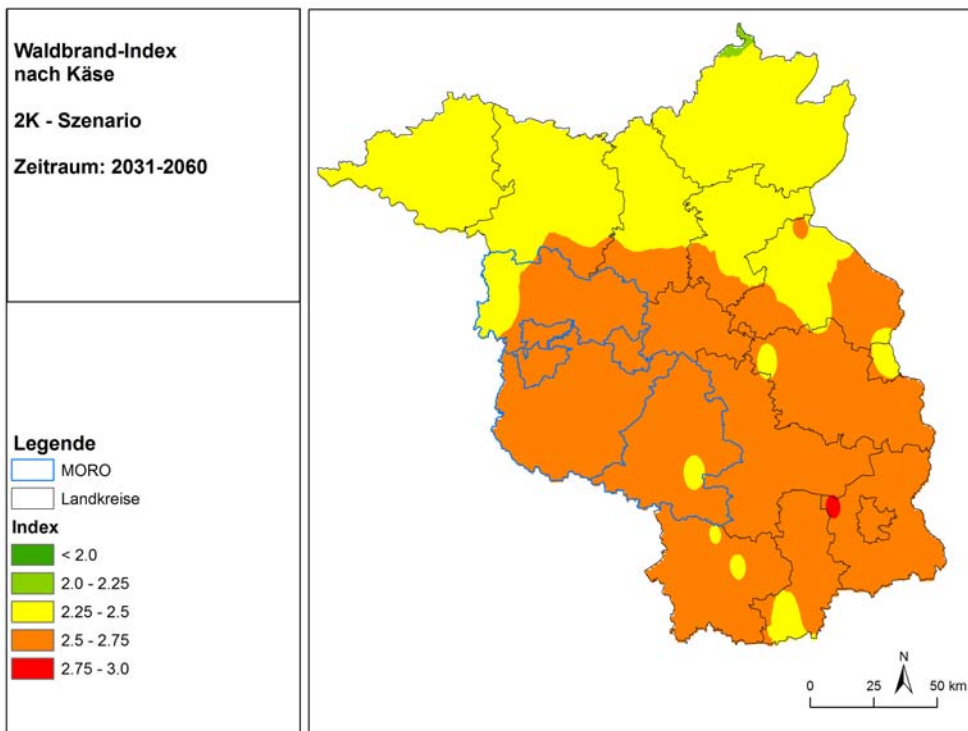 Waldbrand-Index
nach Käse
2K - Szenario
Zeitraum: 2031-2060
Legende
MORO
Landkreise
Index
< 2.0
2.0 - 2.25
2.25 - 2.5
2.5 - 2.75
2.75 - 3.0
N
0 25 50 km